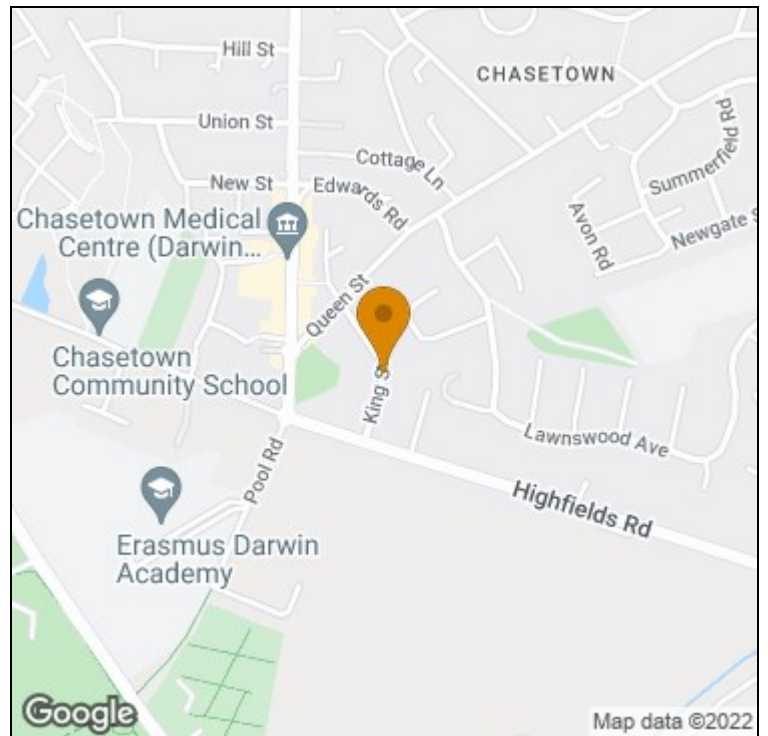 Hill St
CHASETOWN
Union St
Summerfield Rd
Cottage Ln
New St
Edwards Rd
Avon Rd
Chasetown Medical
Centre (Darwin...
Newgate S
Queen St
Chasetown
Community School
King S
Lawnswood Ave
Pool Rd
Highfields Rd
Erasmus Darwin
Academy
Google
Map data ©2022